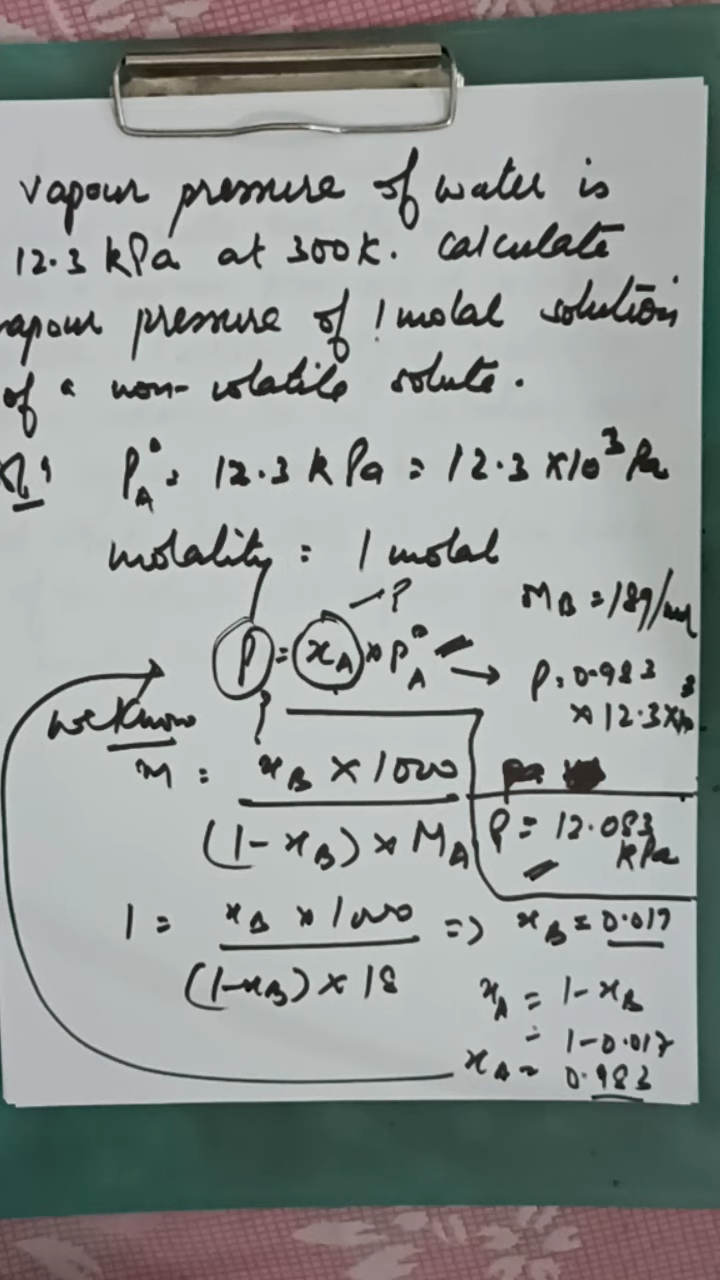 vapour pressure of water is
12.3 kPa at 300K. Calculate
vapour pressure of 1 molal solution
of a non-volatile solute.
P°A = 12.3 kPa = 12.3 × 10³ Pa
molality = 1 molal
?
MB = 18g/mol
P = xA × P°A → P = 0.983
× 12.3 × 10³
we know
?
m = xB × 1000 / (1 - xB) × MA
P = 12.083
kPa
1 = xB × 1000 / (1 - xB) × 18 => xB = 0.017
xA = 1 - xB
= 1 - 0.017
xA = 0.983